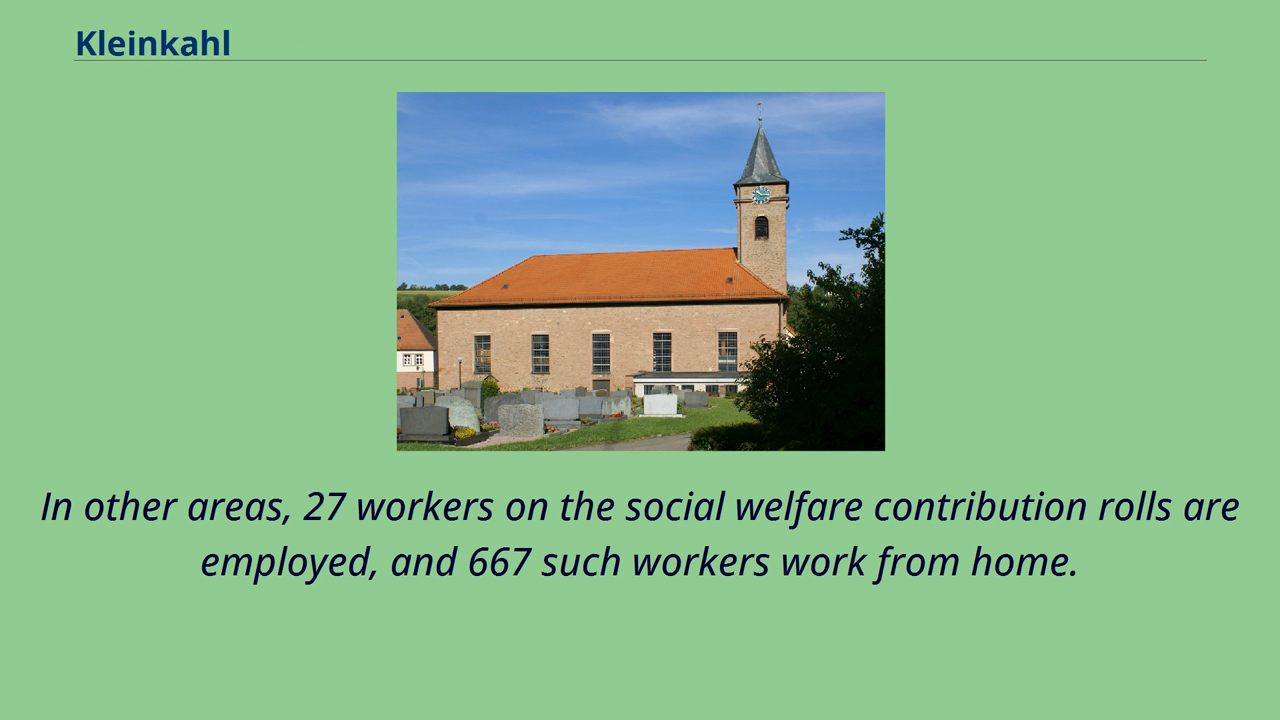 Kleinkahl
In other areas, 27 workers on the social welfare contribution rolls are
employed, and 667 such workers work from home.